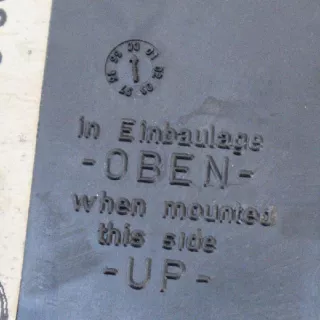 in Einbaulage
-OBEN-
when mounted
this side
-UP-